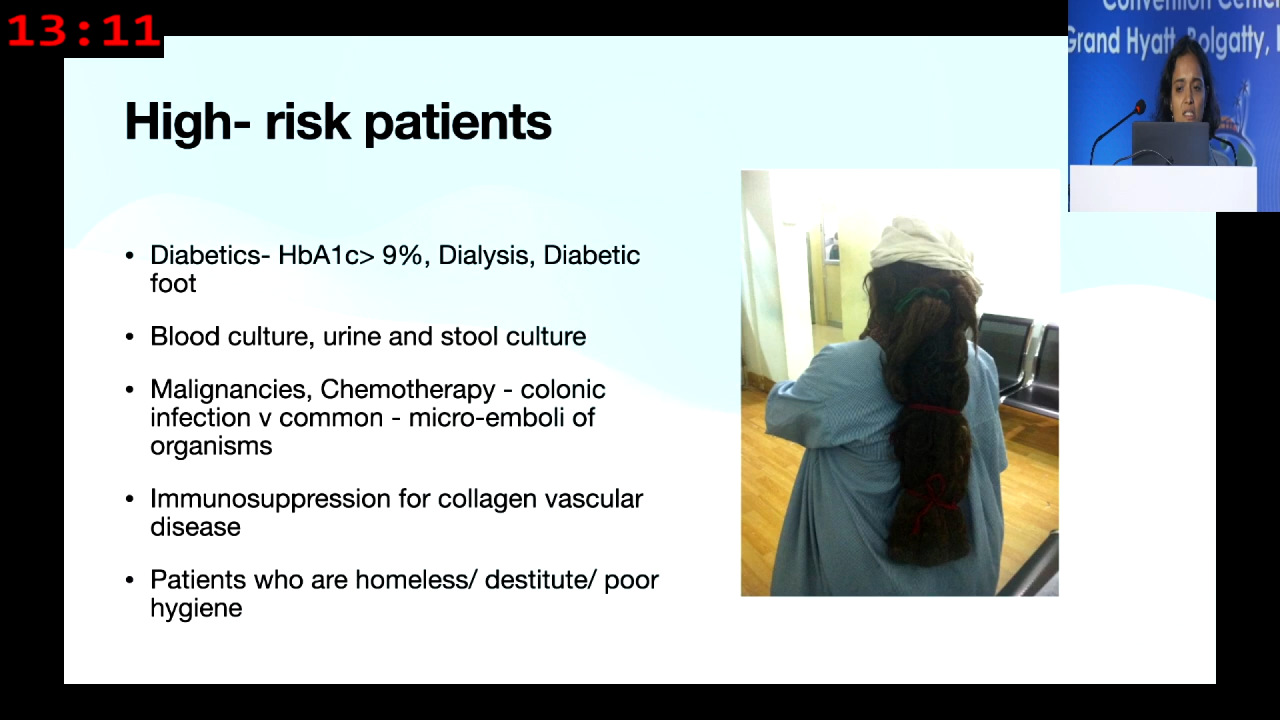 13:11
Convention Center
Grand Hyatt, Bolgatty,
High- risk patients
• Diabetics- HbA1c> 9%, Dialysis, Diabetic
foot
• Blood culture, urine and stool culture
• Malignancies, Chemotherapy - colonic
infection v common - micro-emboli of
organisms
• Immunosuppression for collagen vascular
disease
• Patients who are homeless/ destitute/ poor
hygiene